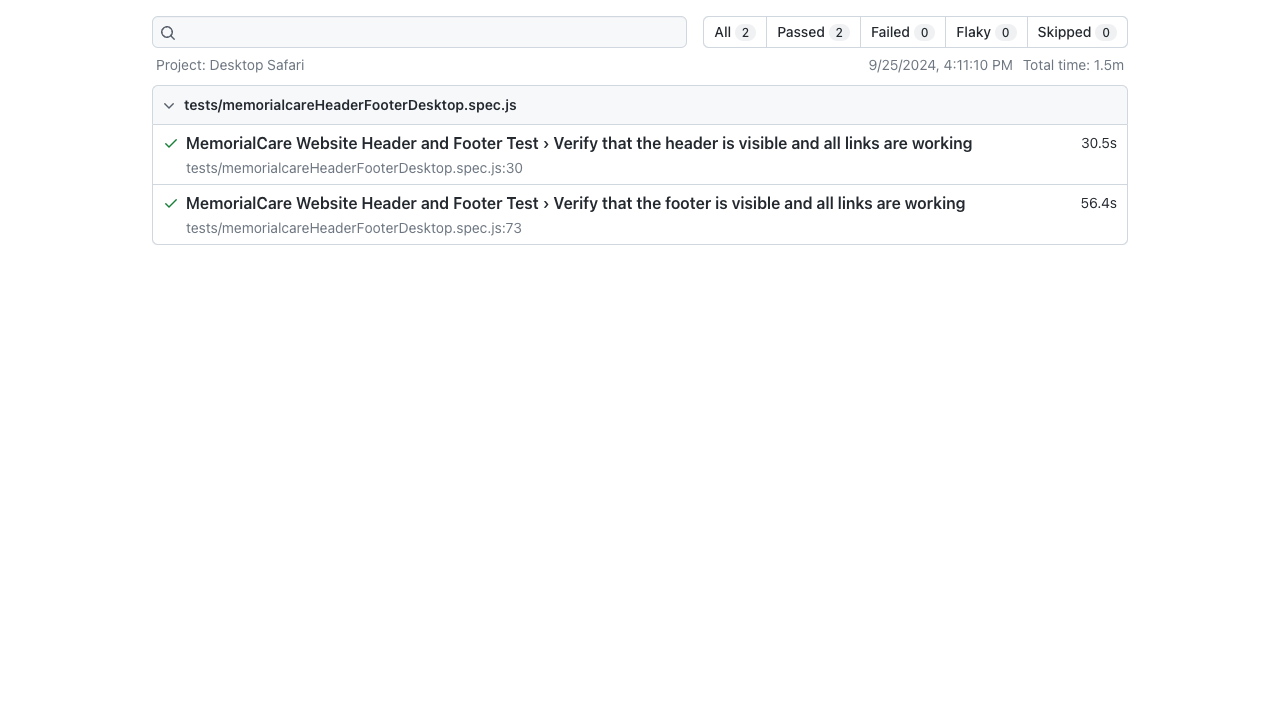 All 2 Passed 2 Failed 0 Flaky 0 Skipped 0
Project: Desktop Safari 9/25/2024, 4:11:10 PM Total time: 1.5m
tests/memorialcareHeaderFooterDesktop.spec.js
MemorialCare Website Header and Footer Test › Verify that the header is visible and all links are working 30.5s
tests/memorialcareHeaderFooterDesktop.spec.js:30
MemorialCare Website Header and Footer Test › Verify that the footer is visible and all links are working 56.4s
tests/memorialcareHeaderFooterDesktop.spec.js:73